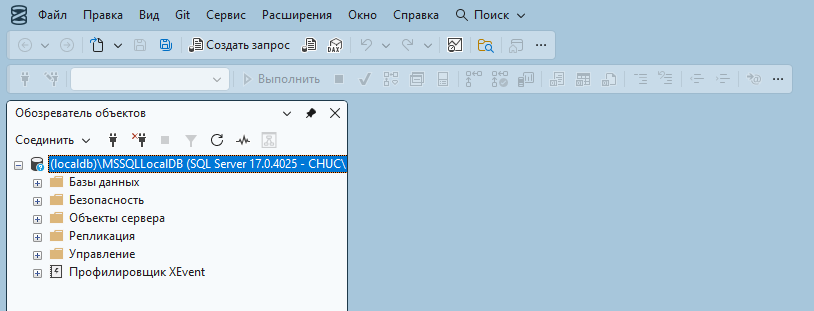 Файл Правка Вид Git Сервис Расширения Окно Справка Поиск
Создать запрос DAX ...
Выполнить ...
Обозреватель объектов
Соединить
(localdb)\MSSQLLocalDB (SQL Server 17.0.4025 - CHUC\
Базы данных
Безопасность
Объекты сервера
Репликация
Управление
Профилировщик XEvent